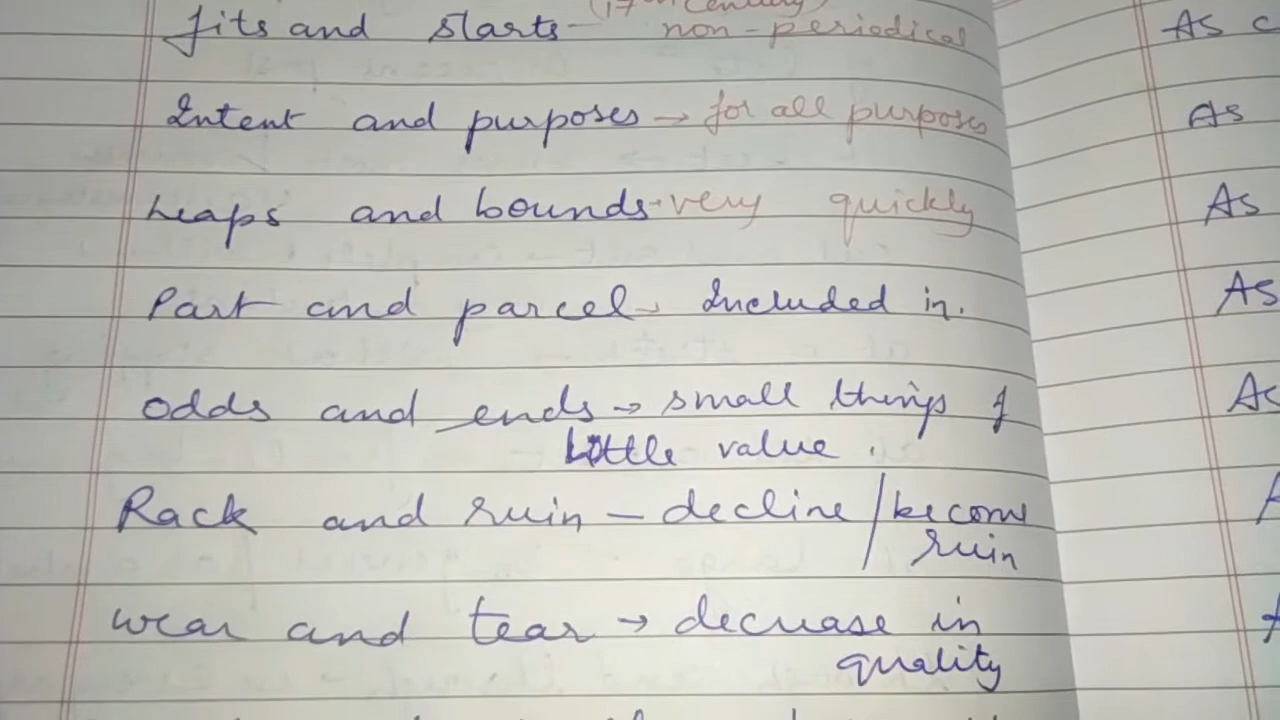 (17th Century)
fits and starts - non-periodical
Intent and purposes → for all purposes
Leaps and bounds - very quickly
Part and parcel → Included in.
odds and ends → small things of
Little value.
Rack and ruin - decline / become
ruin
wear and tear → decrease in
quality
As
As
As
As
As